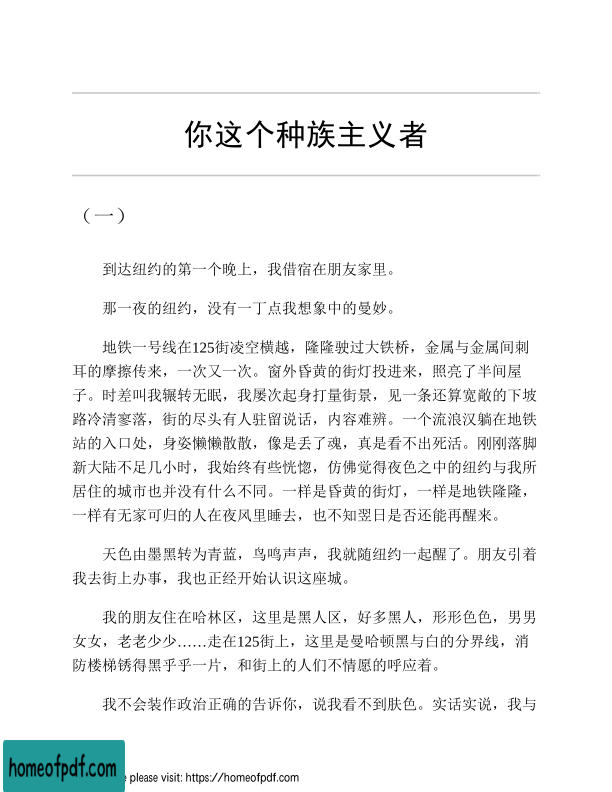 你这个种族主义者
（一）
到达纽约的第一个晚上，我借宿在朋友家里。
那一夜的纽约，没有一丁点我想象中的曼妙。
地铁一号线在125街凌空横越，隆隆驶过大铁桥，金属与金属间刺
耳的摩擦传来，一次又一次。窗外昏黄的街灯投进来，照亮了半间屋
子。时差叫我辗转无眠，我屡次起身打量街景，见一条还算宽敞的下坡
路冷清寥落，街的尽头有人驻留说话，内容难辨。一个流浪汉躺在地铁
站的入口处，身姿懒懒散散，像是丢了魂，真是看不出死活。刚刚落脚
新大陆不足几小时，我始终有些恍惚，仿佛觉得夜色之中的纽约与我所
居住的城市也并没有什么不同。一样是昏黄的街灯，一样是地铁隆隆，
一样有无家可归的人在夜风里睡去，也不知翌日是否还能再醒来。
天色由墨黑转为青蓝，鸟鸣声声，我就随纽约一起醒了。朋友引着
我去街上办事，我也正经开始认识这座城。
我的朋友住在哈林区，这里是黑人区，好多黑人，形形色色，男男
女女，老老少少……走在125街上，这里是曼哈顿黑与白的分界线，消
防楼梯锈得黑乎乎一片，和街上的人们不情愿的呼应着。
我不会装作政治正确的告诉你，说我看不到肤色。实话实说，我与
homeofpdf.com
e please visit: https://homeofpdf.com